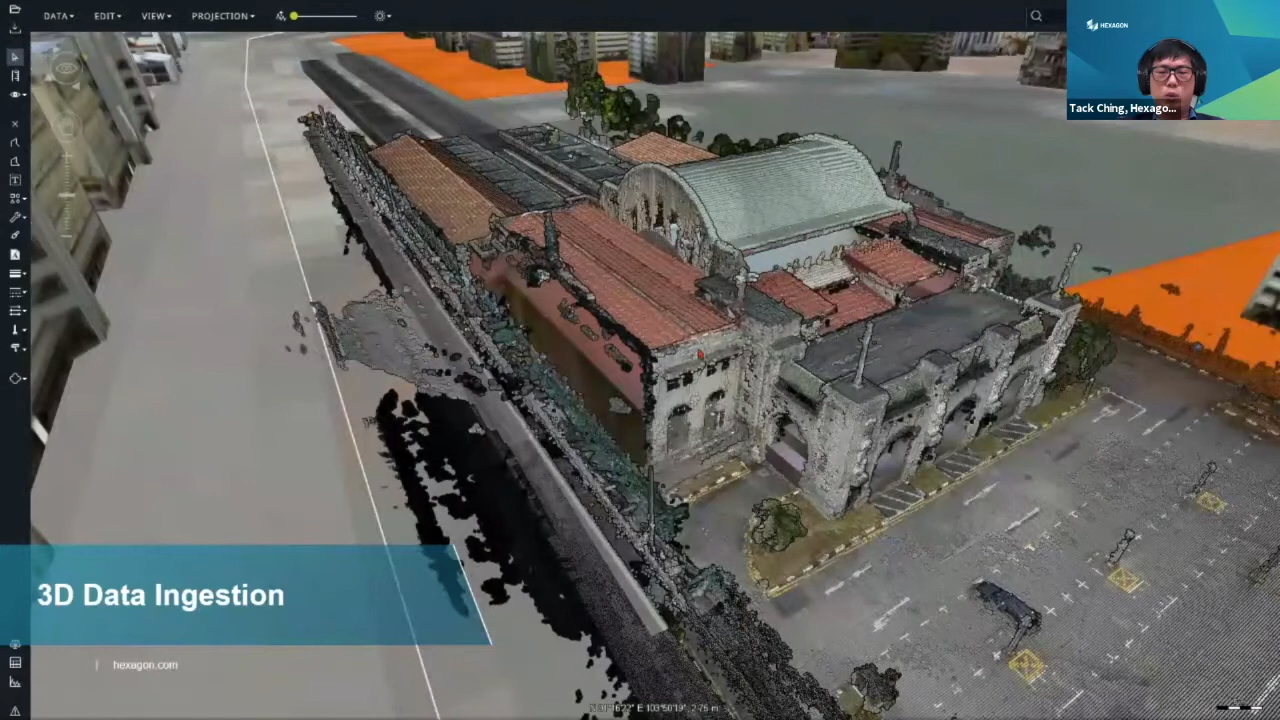 DATA
EDIT
VIEW
PROJECTION
HEXAGON
Tack Ching, Hexago...
3D Data Ingestion
| hexagon.com